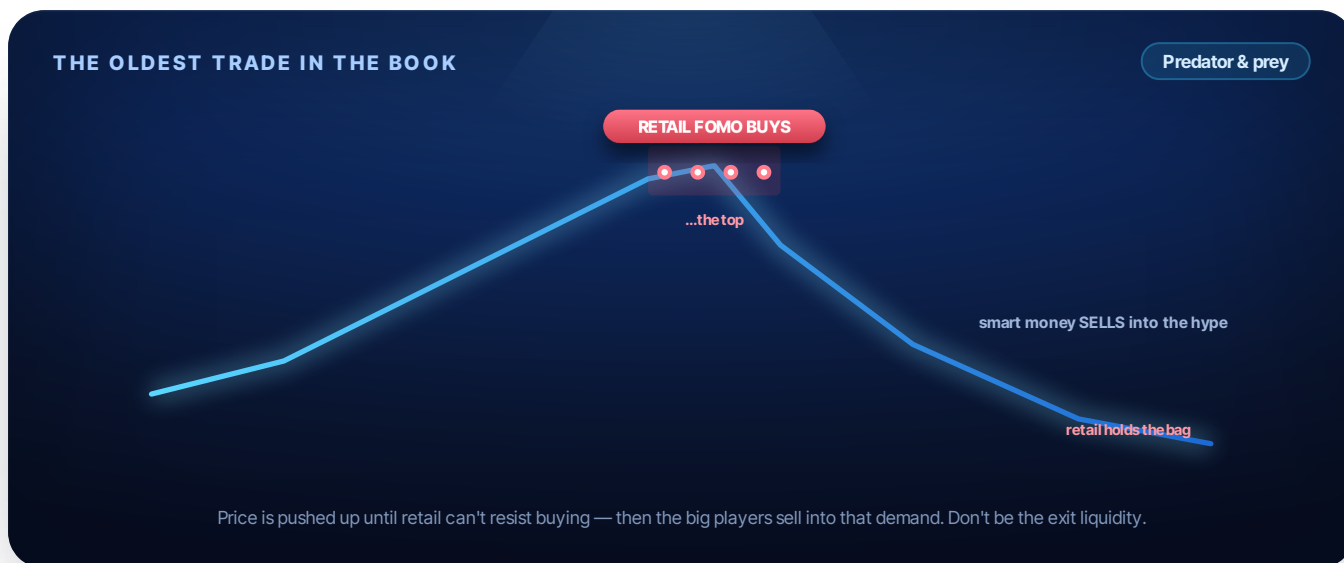 THE OLDEST TRADE IN THE BOOK
Predator & prey
RETAIL FOMO BUYS
...the top
smart money SELLS into the hype
retail holds the bag
Price is pushed up until retail can't resist buying — then the big players sell into that demand. Don't be the exit liquidity.